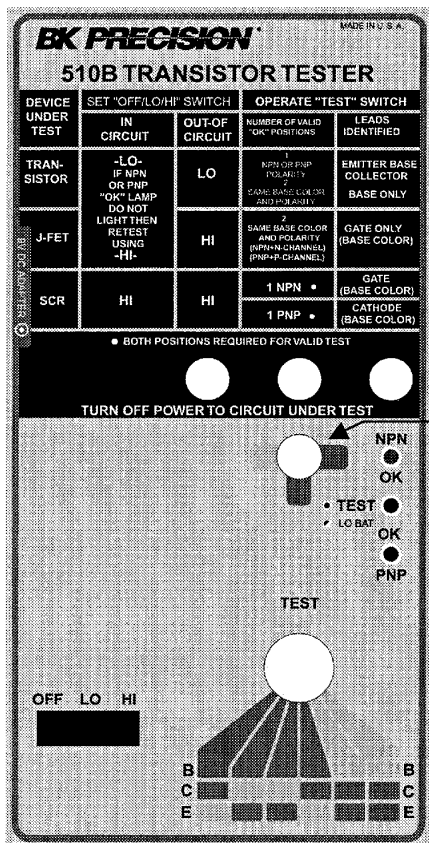 MADE IN U.S.A.
BK PRECISION
510B TRANSISTOR TESTER
DEVICE UNDER TEST
SET "OFF/LO/HI" SWITCH
OPERATE "TEST" SWITCH
IN CIRCUIT
OUT-OF CIRCUIT
NUMBER OF VALID "OK" POSITIONS
LEADS IDENTIFIED
TRAN-
SISTOR
-LO-
IF NPN
OR PNP
"OK" LAMP
DO NOT
LIGHT THEN
RETEST
USING
-HI-
LO
1
NPN OR PNP
POLARITY
2
SAME BASE COLOR
AND POLARITY
EMITTER BASE
COLLECTOR
BASE ONLY
J-FET
HI
2
SAME BASE COLOR
AND POLARITY
(NPN=N-CHANNEL)
(PNP=P-CHANNEL)
GATE ONLY
(BASE COLOR)
SCR
HI
HI
1 NPN •
GATE
(BASE COLOR)
1 PNP •
CATHODE
(BASE COLOR)
9V DC ADAPTER
• BOTH POSITIONS REQUIRED FOR VALID TEST
TURN OFF POWER TO CIRCUIT UNDER TEST
NPN
OK
• TEST
LO BAT
OK
PNP
TEST
OFF LO HI
B B
C C
E E